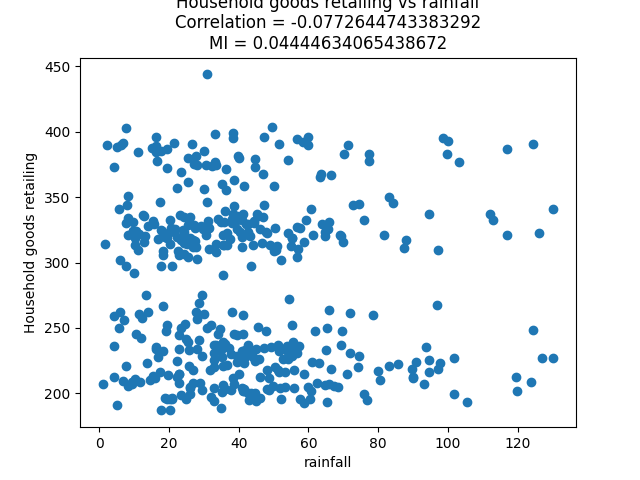 Household goods retailing vs rainfall
Correlation = -0.0772644743383292
MI = 0.04444634065438672
450
400
350
300
250
200
Household goods retailing
0 20 40 60 80 100 120
rainfall